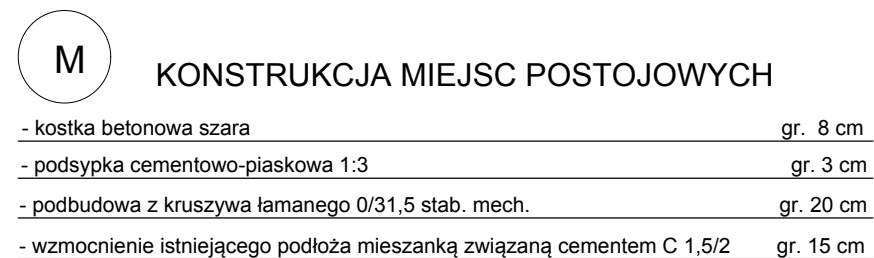 M
KONSTRUKCJA MIEJSC POSTOJOWYCH
- kostka betonowa szara gr. 8 cm
- podsypka cementowo-piaskowa 1:3 gr. 3 cm
- podbudowa z kruszywa łamanego 0/31,5 stab. mech. gr. 20 cm
- wzmocnienie istniejącego podłoża mieszanką związaną cementem C 1,5/2 gr. 15 cm